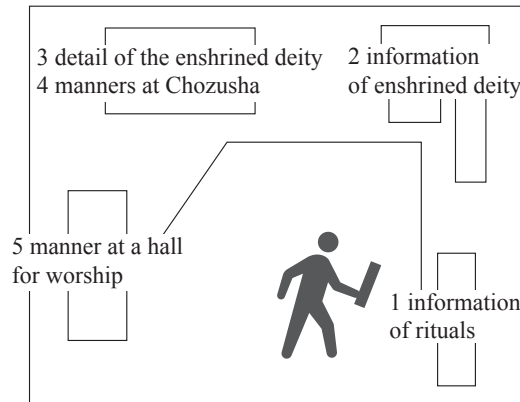 3 detail of the enshrined deity
4 manners at Chozusha
2 information
of enshrined deity
5 manner at a hall
for worship
1 information
of rituals